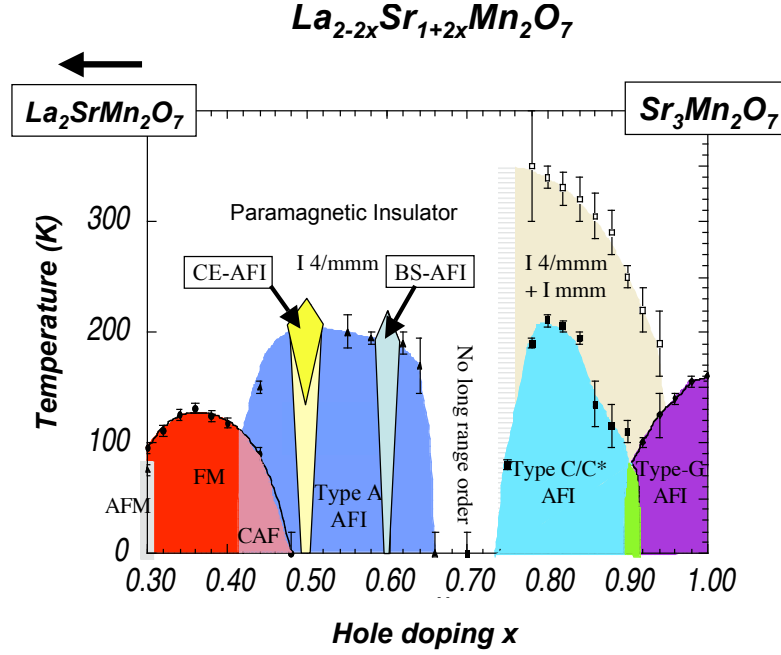 La2-2xSr1+2xMn2O7
La2SrMn2O7
Sr3Mn2O7
Temperature (K)
300
200
100
0
Paramagnetic Insulator
CE-AFI
I 4/mmm
BS-AFI
I 4/mmm
+ I mmm
No long range order
AFM
FM
CAF
Type A
AFI
Type C/C*
AFI
Type-G
AFI
0.30
0.40
0.50
0.60
0.70
0.80
0.90
1.00
Hole doping x